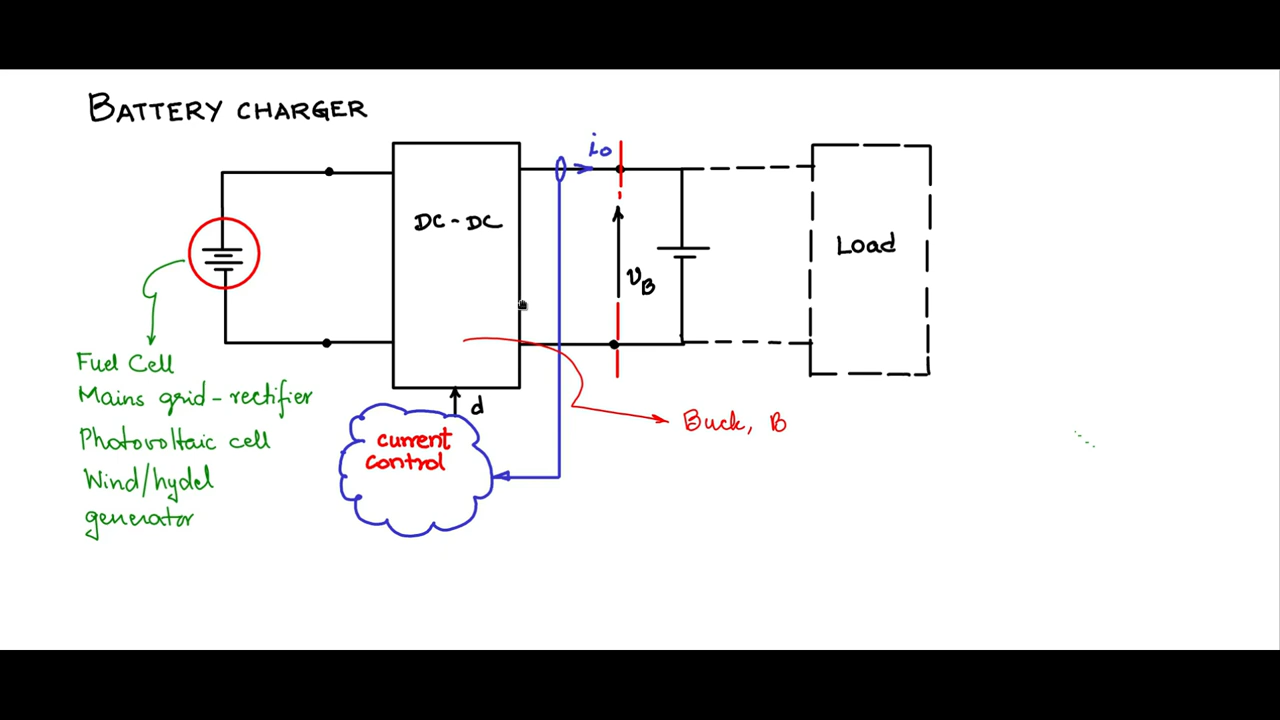 BATTERY CHARGER
io
DC-DC
Load
vB
Fuel Cell
Mains grid-rectifier
Photovoltaic cell
Wind/hydel
generator
d
current
control
Buck, B